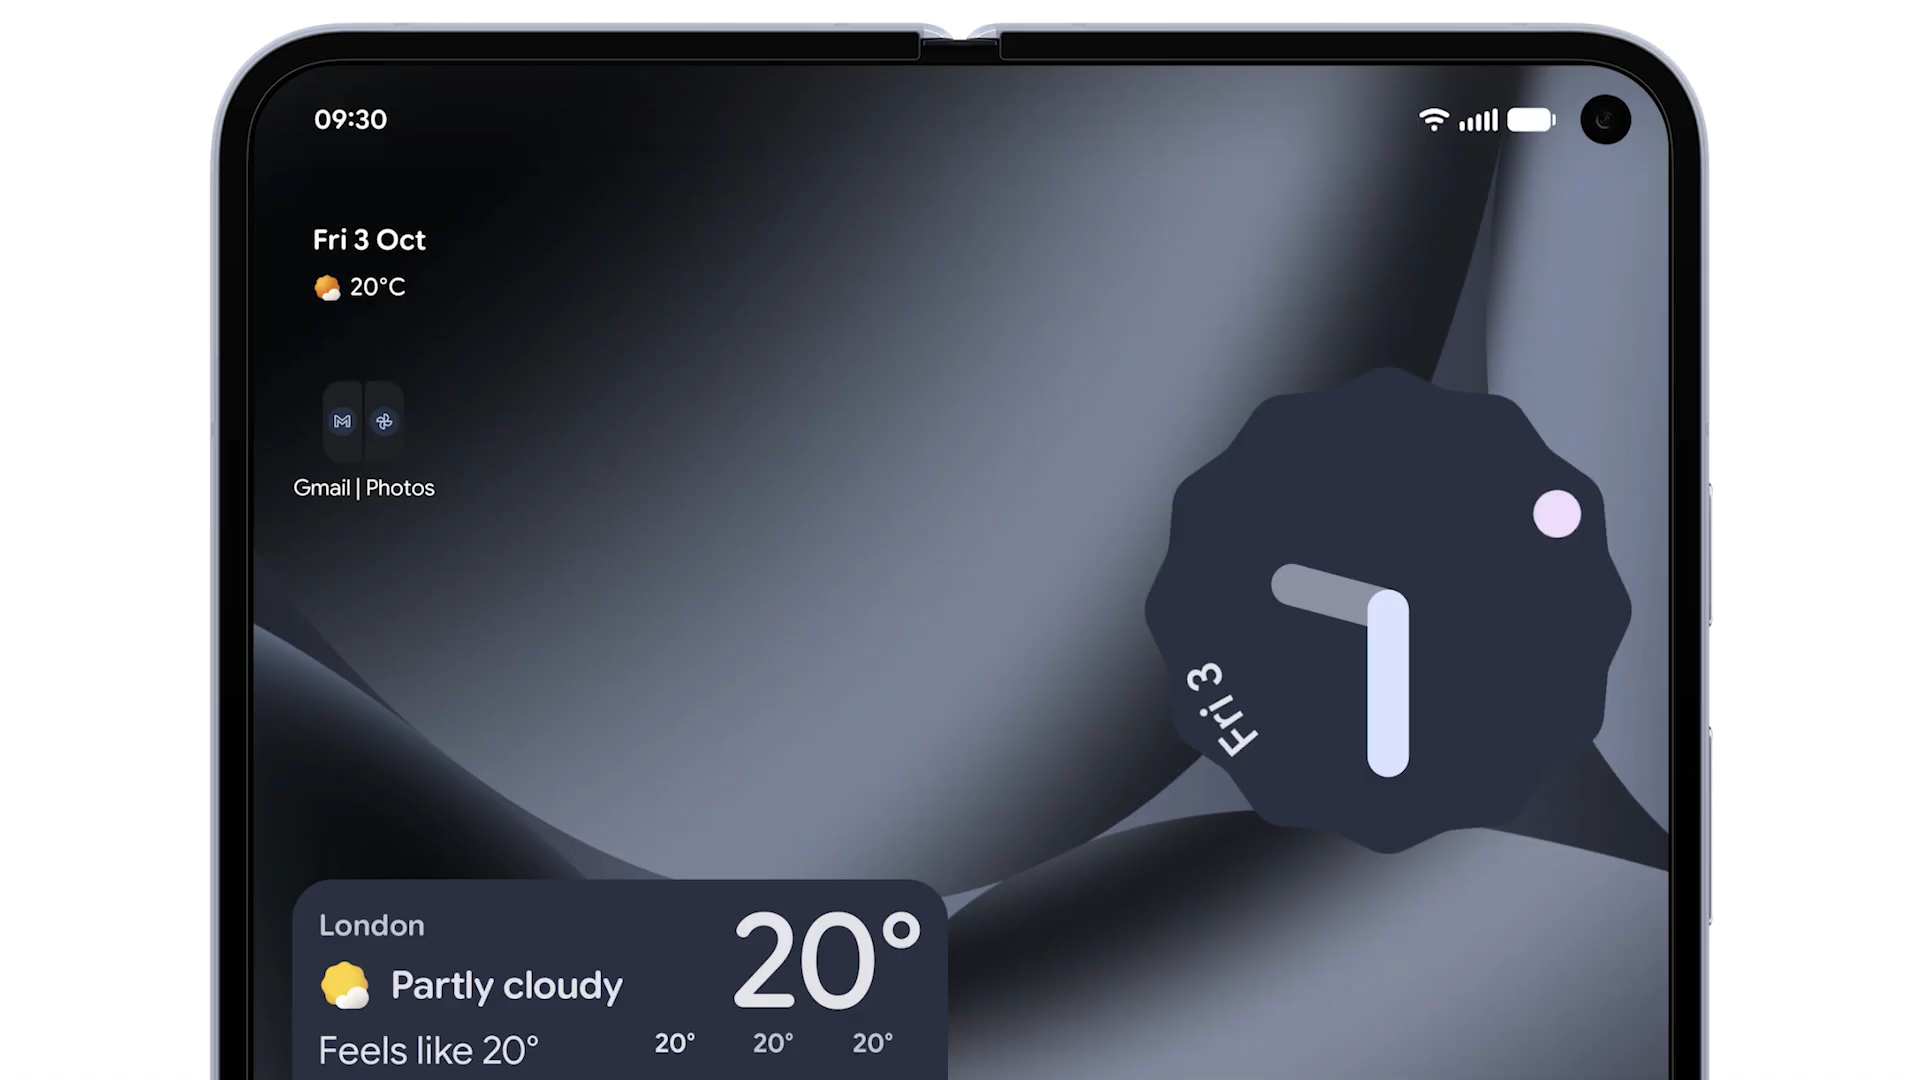 09:30
Fri 3 Oct
20°C
Gmail | Photos
Fri 3
London
20°
Partly cloudy
Feels like 20°
20° 20° 20°